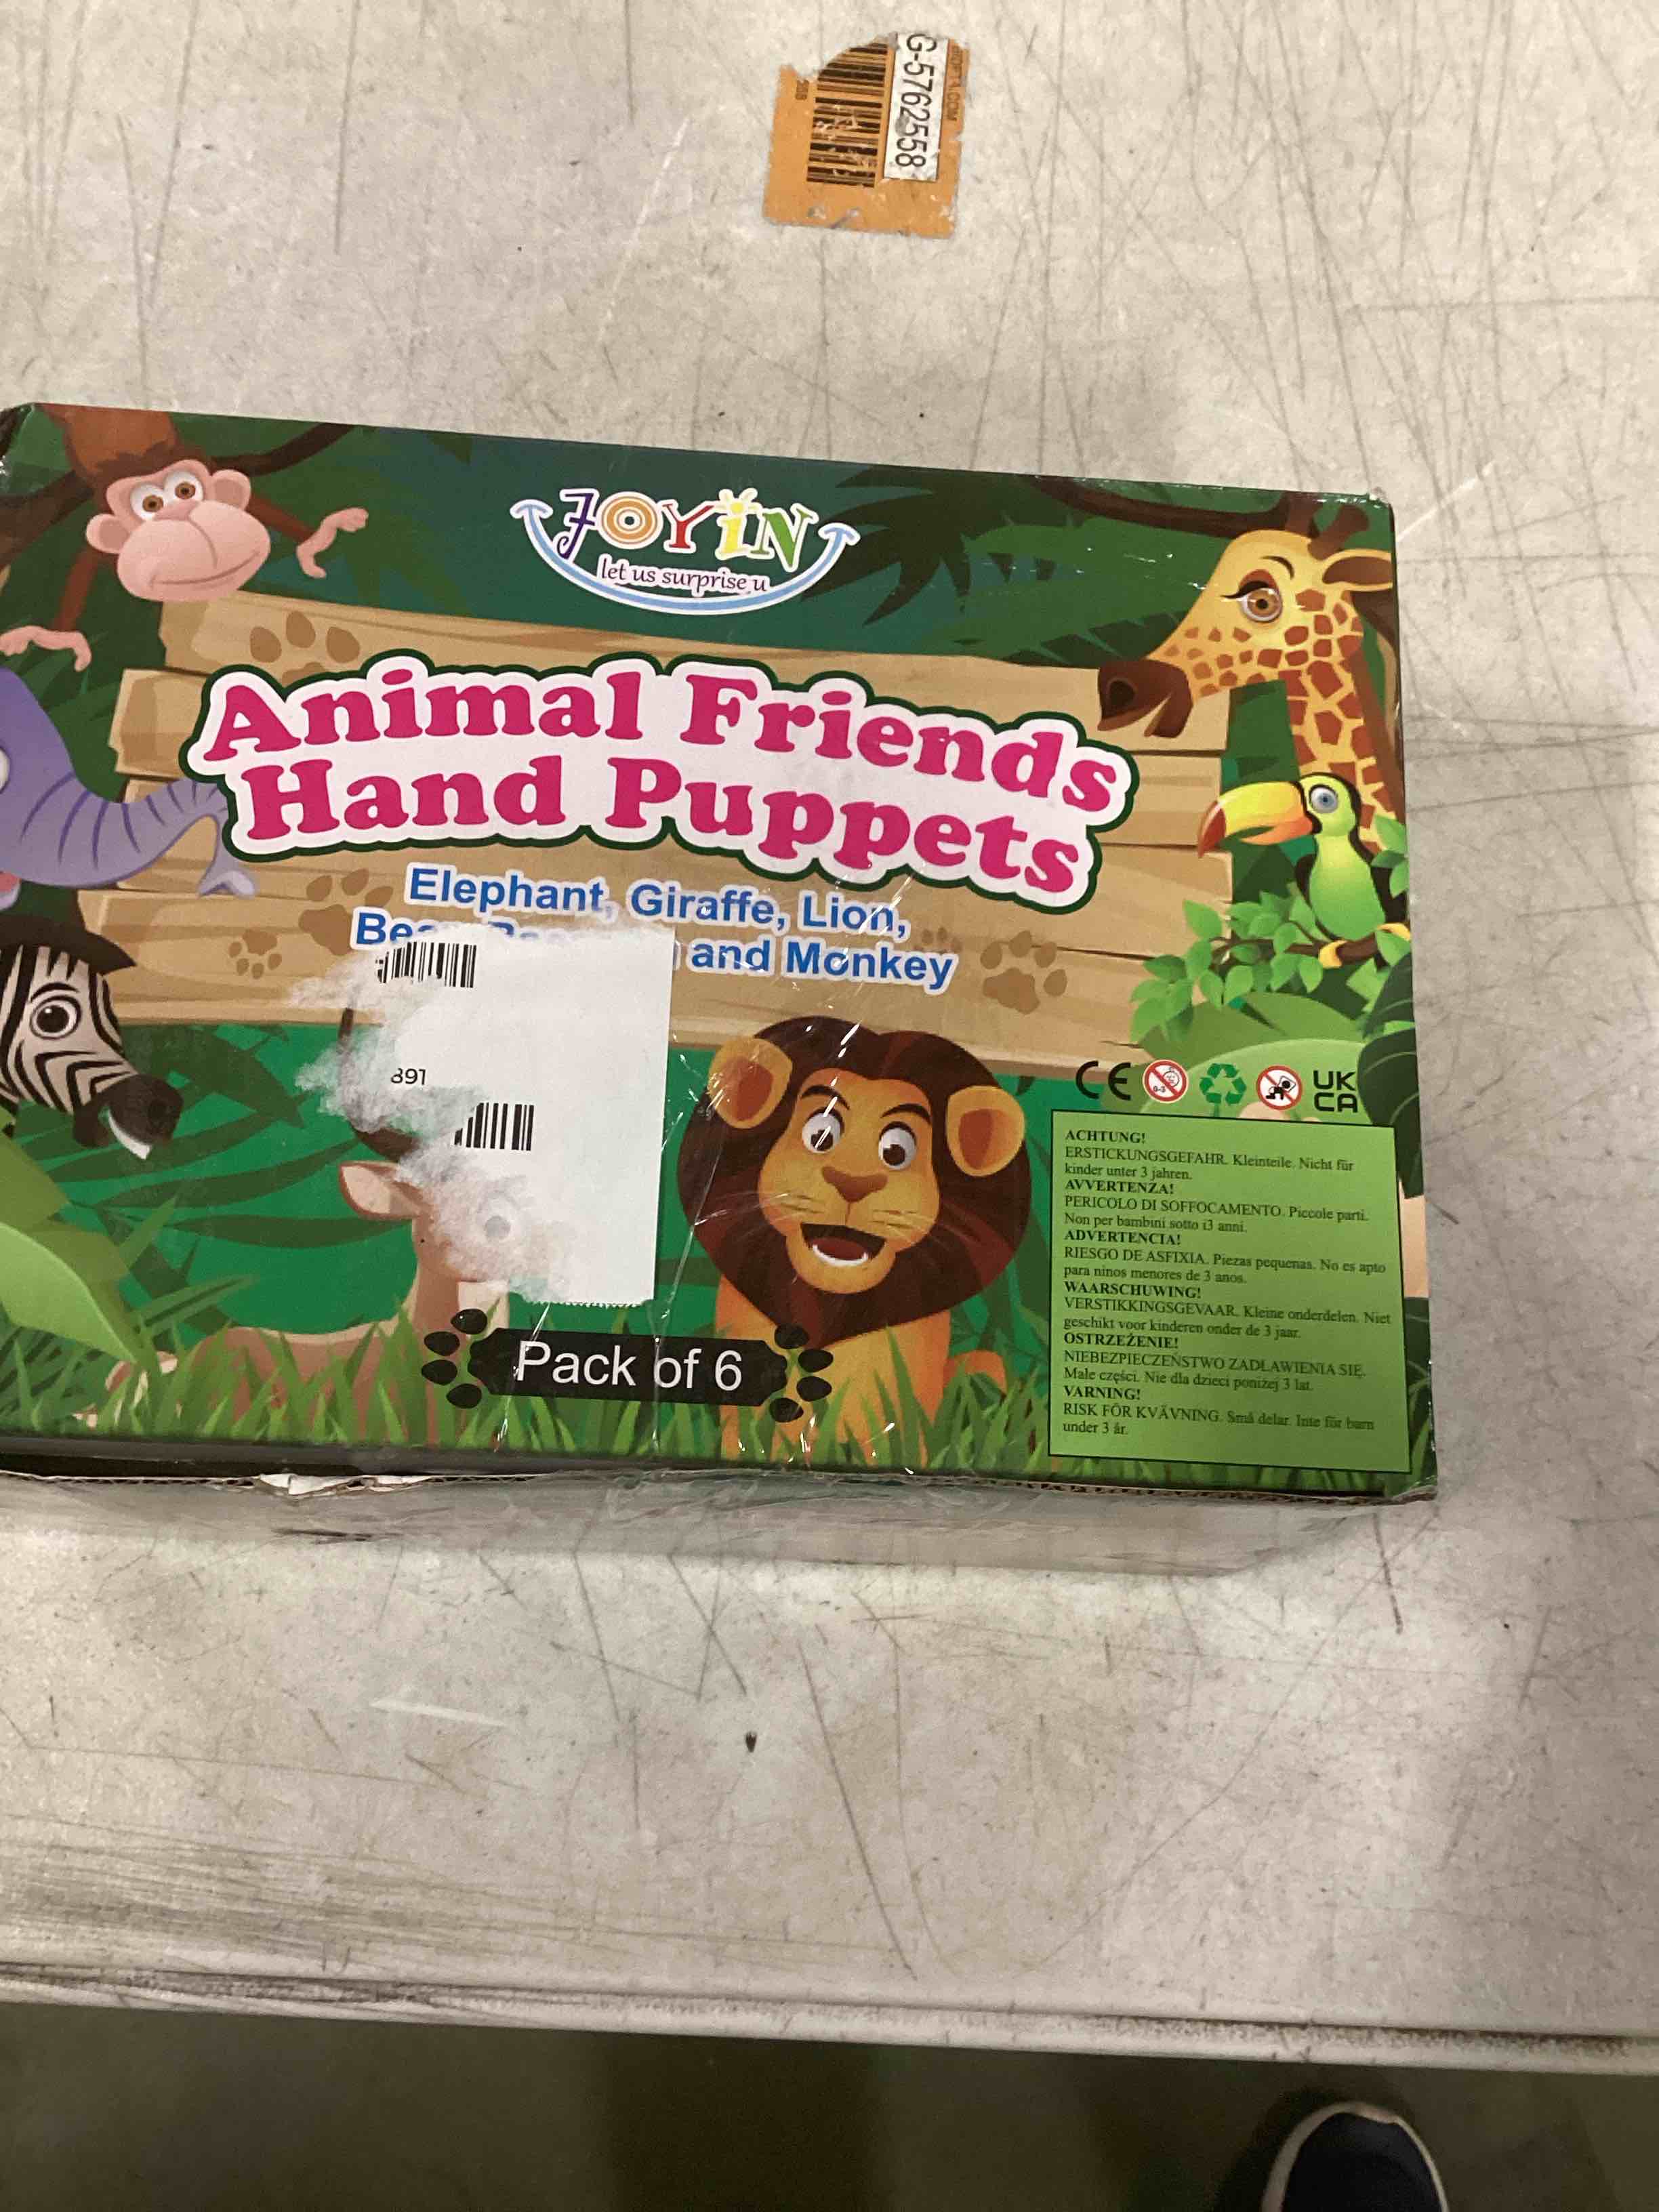 G-5762558
JOYIN
let us surprise u
Animal Friends
Hand Puppets
Elephant, Giraffe, Lion,
and Monkey
891
Pack of 6
CE
0-3
UK
CA
ACHTUNG!
ERSTICKUNGSGEFAHR. Kleinteile. Nicht für
kinder unter 3 jahren.
AVVERTENZA!
PERICOLO DI SOFFOCAMENTO. Piccole parti.
Non per bambini sotto i3 anni.
ADVERTENCIA!
RIESGO DE ASFIXIA. Piezas pequenas. No es apto
para ninos menores de 3 anos.
WAARSCHUWING!
VERSTIKKINGSGEVAAR. Kleine onderdelen. Niet
geschikt voor kinderen onder de 3 jaar.
OSTRZEŻENIE!
NIEBEZPIECZEŃSTWO ZADŁAWIENIA SIĘ.
Małe części. Nie dla dzieci poniżej 3 lat.
VARNING!
RISK FÖR KVÄVNING. Små delar. Inte för barn
under 3 år.